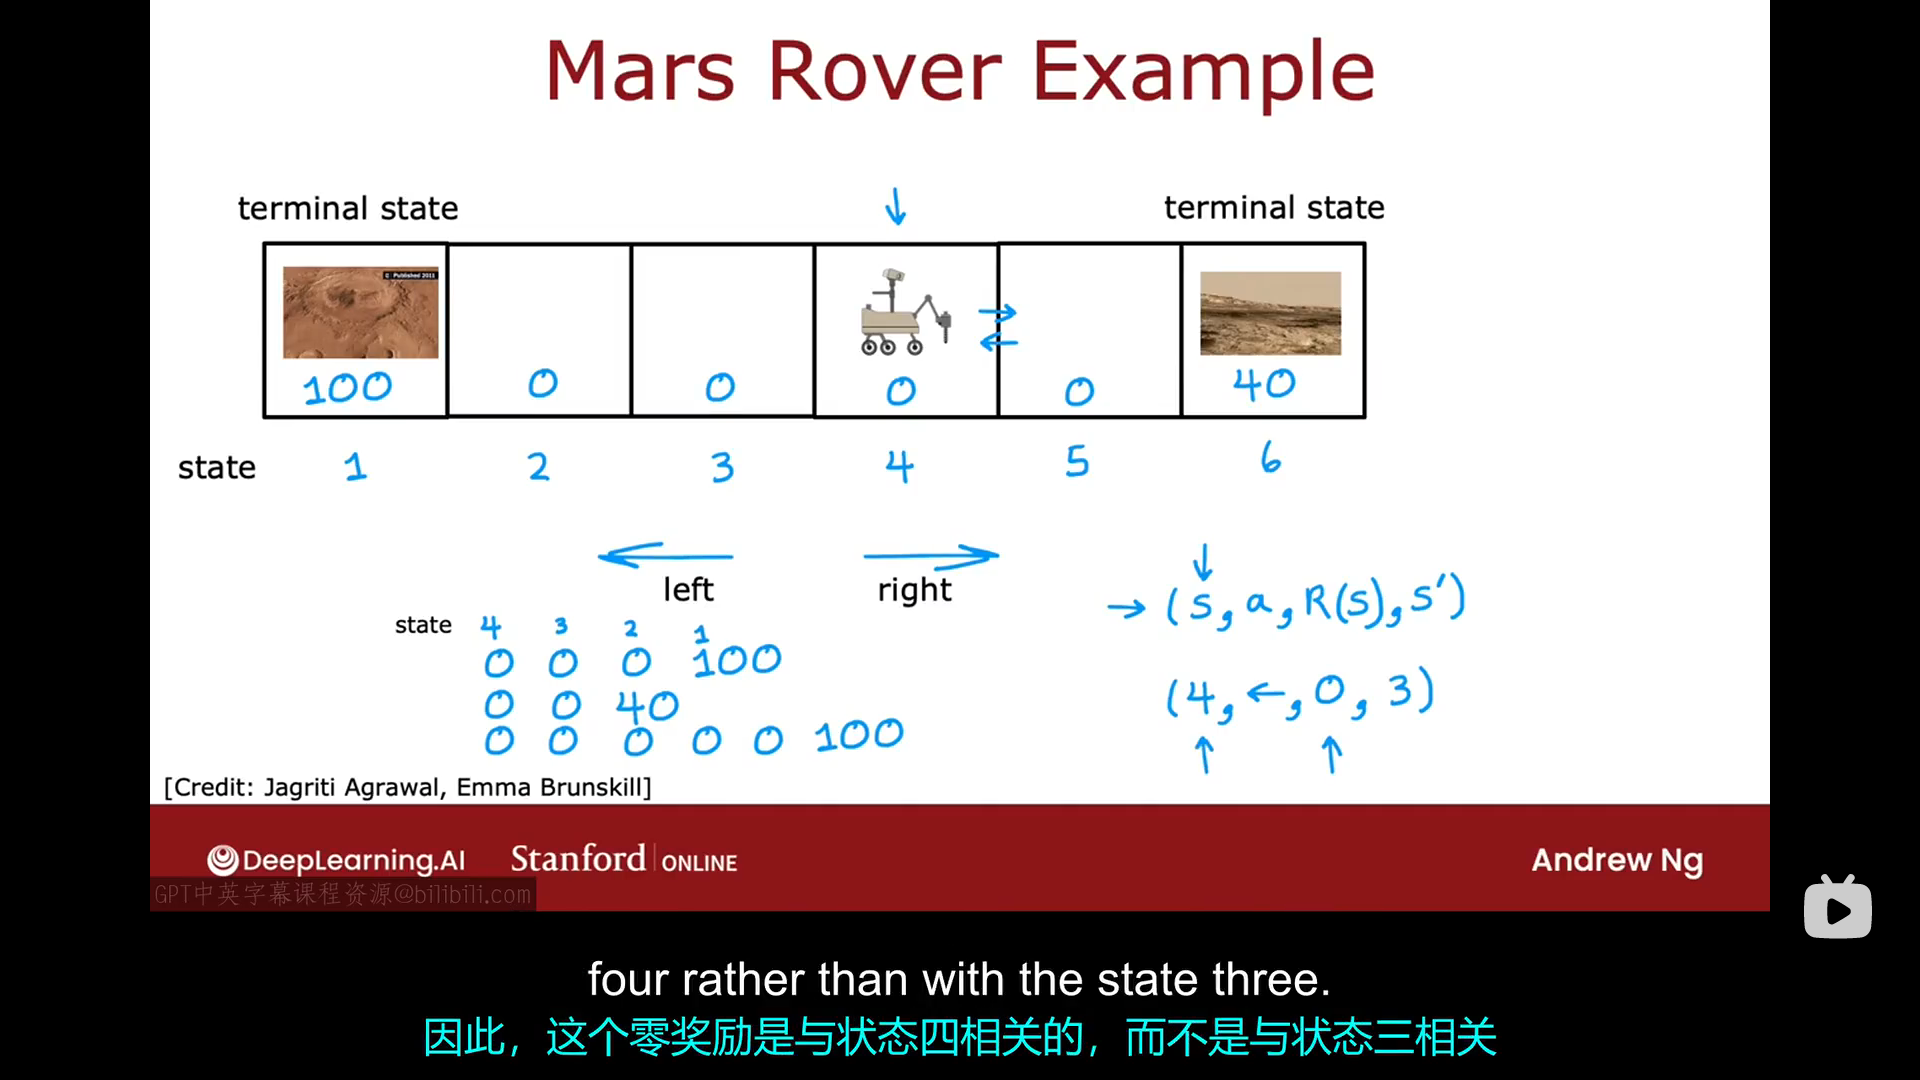 Mars Rover Example
terminal state
terminal state
© Published 2011
100 0 0 0 0 40
state 1 2 3 4 5 6
left
right
state 4 3 2 1
0 0 0 100
0 0 40
0 0 0 0 0 100
→ (s, a, R(s), s')
(4, ←, 0, 3)
[Credit: Jagriti Agrawal, Emma Brunskill]
DeepLearning.AI
Stanford ONLINE
Andrew Ng
GPT中英字幕课程资源@bilibili.com
four rather than with the state three.
因此，这个零奖励是与状态四相关的，而不是与状态三相关